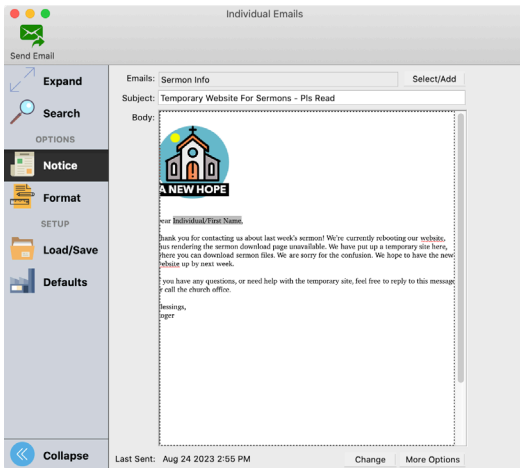 Individual Emails
Send Email
Expand
Search
OPTIONS
Notice
Format
SETUP
Load/Save
Defaults
Collapse
Emails: Sermon Info Select/Add
Subject: Temporary Website For Sermons - Pls Read
Body:
A NEW HOPE
ear Individual/First Name,
hank you for contacting us about last week's sermon! We're currently rebooting our website,
us rendering the sermon download page unavailable. We have put up a temporary site here,
here you can download sermon files. We are sorry for the confusion. We hope to have the new
ebsite up by next week.
you have any questions, or need help with the temporary site, feel free to reply to this message
r call the church office.
lessings,
nger
Last Sent: Aug 24 2023 2:55 PM Change More Options